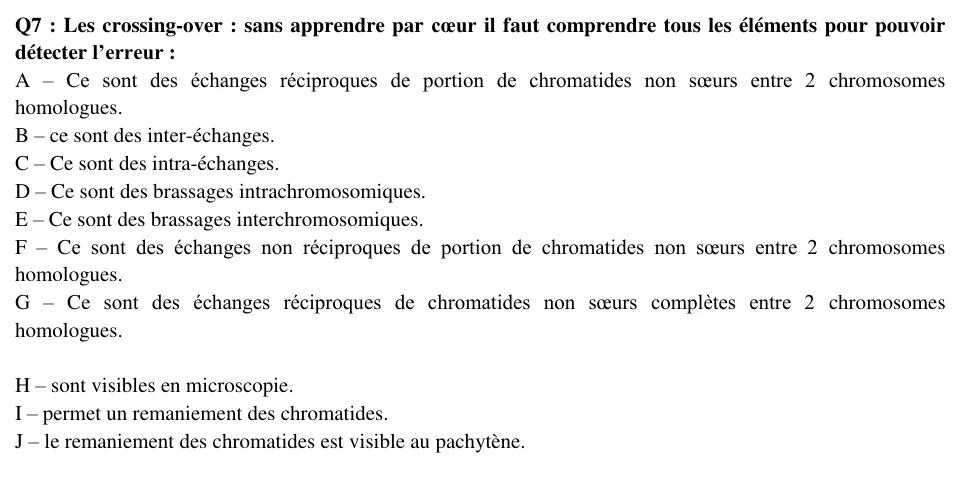 Q7 : Les crossing-over : sans apprendre par cœur il faut comprendre tous les éléments pour pouvoir
détecter l’erreur :
A – Ce sont des échanges réciproques de portion de chromatides non sœurs entre 2 chromosomes
homologues.
B – ce sont des inter-échanges.
C – Ce sont des intra-échanges.
D – Ce sont des brassages intrachromosomiques.
E – Ce sont des brassages interchromosomiques.
F – Ce sont des échanges non réciproques de portion de chromatides non sœurs entre 2 chromosomes
homologues.
G – Ce sont des échanges réciproques de chromatides non sœurs complètes entre 2 chromosomes
homologues.
H – sont visibles en microscopie.
I – permet un remaniement des chromatides.
J – le remaniement des chromatides est visible au pachytène.